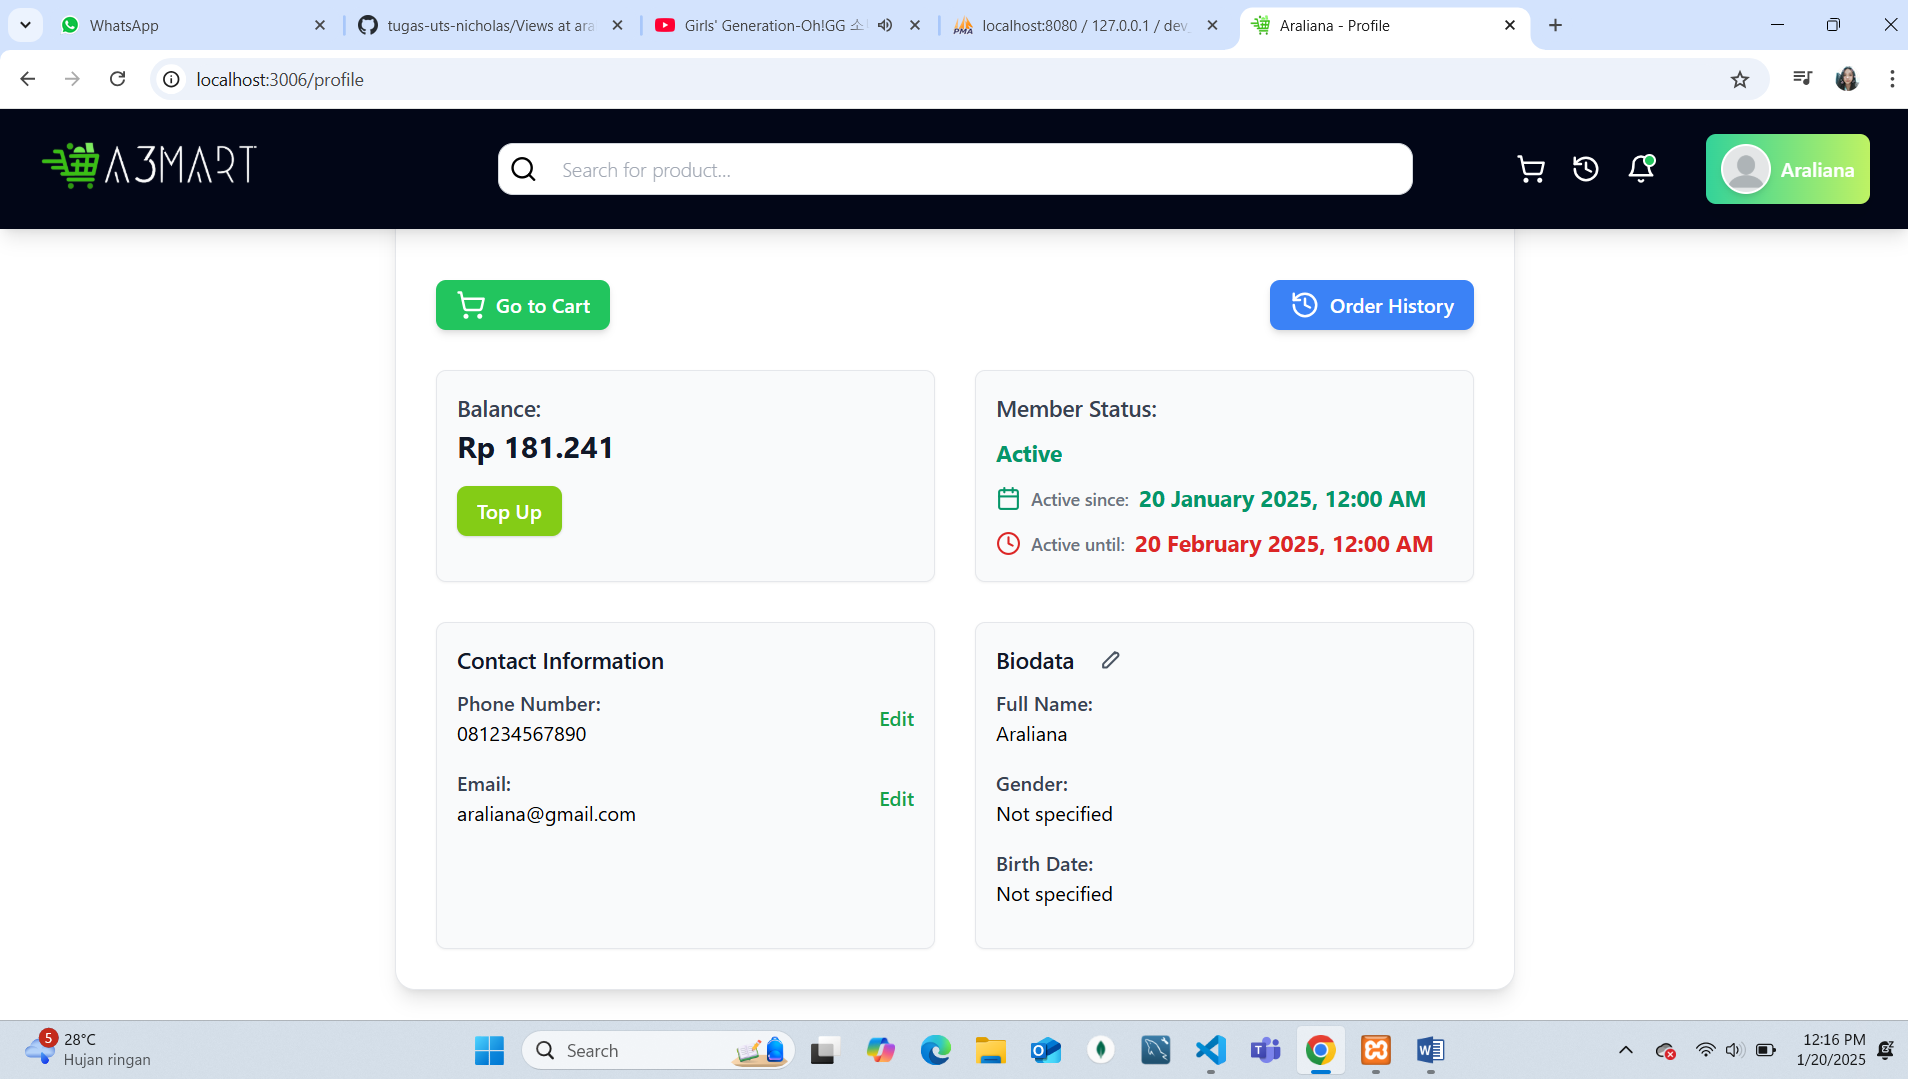 WhatsApp
tugas-uts-nicholas/Views at ara
Girls' Generation-Oh!GG 소
localhost:8080 / 127.0.0.1 / dev_
Araliana - Profile
localhost:3006/profile
A3MART
Search for product...
Araliana
Go to Cart
Order History
Balance:
Rp 181.241
Top Up
Member Status:
Active
Active since: 20 January 2025, 12:00 AM
Active until: 20 February 2025, 12:00 AM
Contact Information
Phone Number:
081234567890
Edit
Email:
araliana@gmail.com
Edit
Biodata
Full Name:
Araliana
Gender:
Not specified
Birth Date:
Not specified
5
28°C
Hujan ringan
Search
12:16 PM
1/20/2025